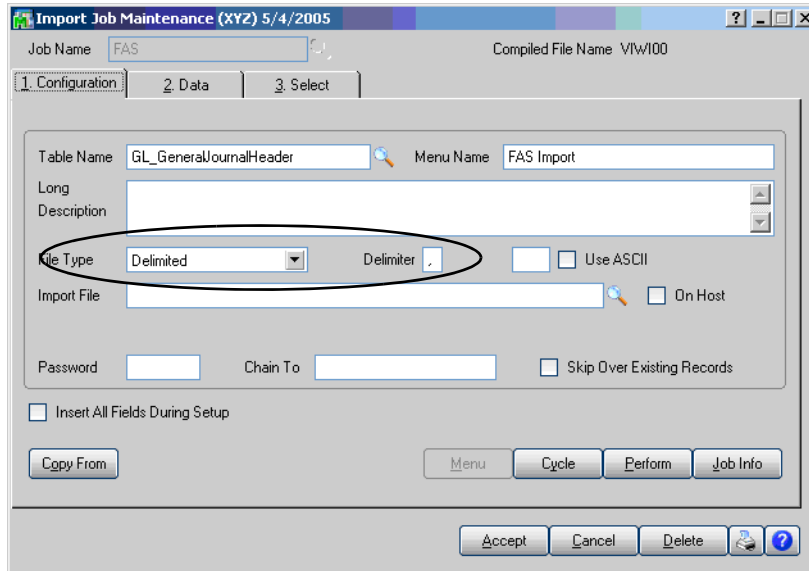 Import Job Maintenance (XYZ) 5/4/2005
Job Name FAS Compiled File Name VIWI00
1. Configuration 2. Data 3. Select
Table Name GL_GeneralJournalHeader Menu Name FAS Import
Long
Description
File Type Delimited Delimiter , Use ASCII
Import File On Host
Password Chain To Skip Over Existing Records
Insert All Fields During Setup
Copy From Menu Cycle Perform Job Info
Accept Cancel Delete